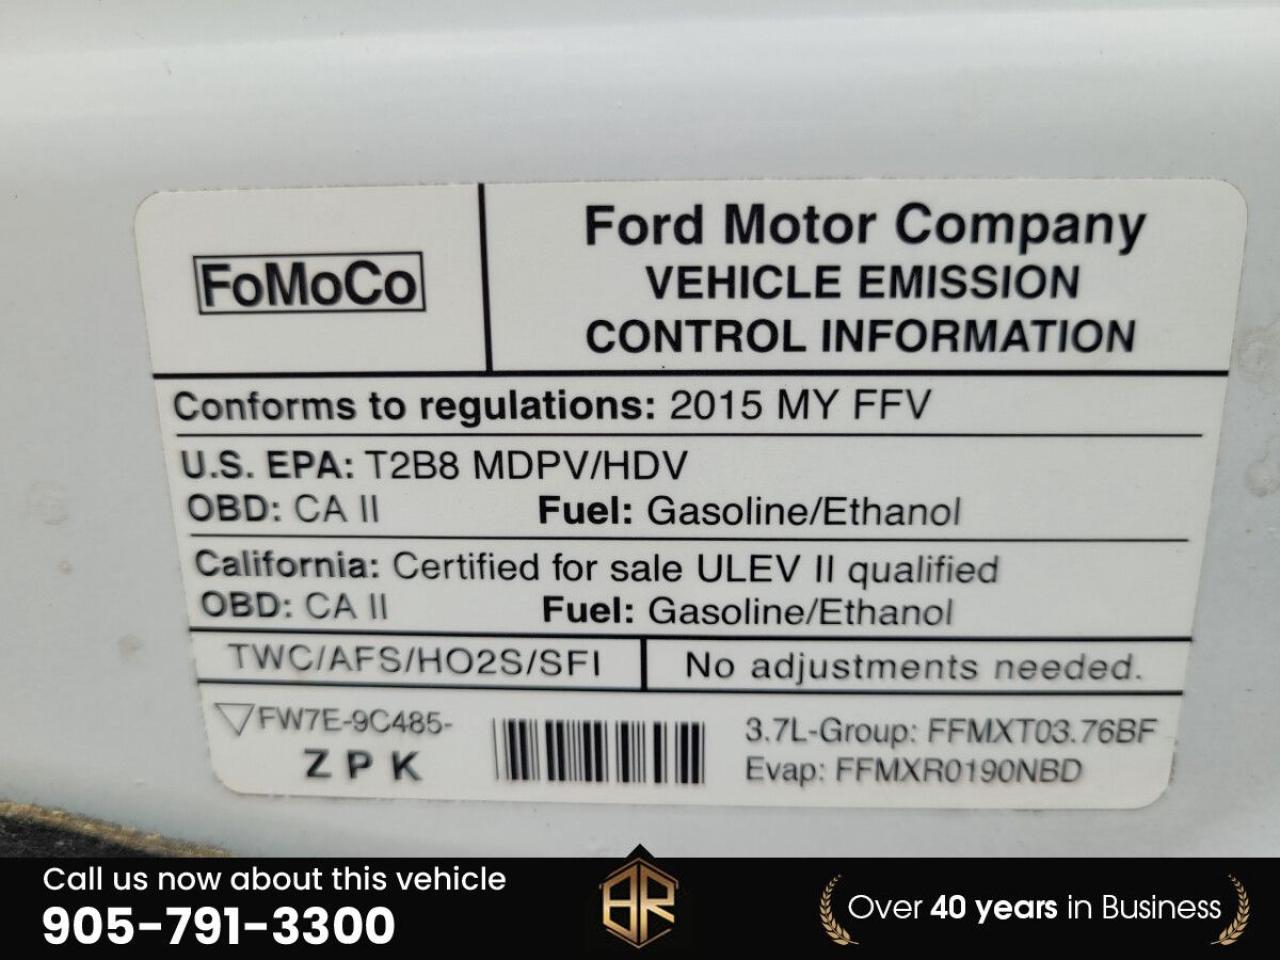 FoMoCo
Ford Motor Company
VEHICLE EMISSION
CONTROL INFORMATION
Conforms to regulations: 2015 MY FFV
U.S. EPA: T2B8 MDPV/HDV
OBD: CA II Fuel: Gasoline/Ethanol
California: Certified for sale ULEV II qualified
OBD: CA II Fuel: Gasoline/Ethanol
TWC/AFS/HO2S/SFI No adjustments needed.
FW7E-9C485-
ZPK
3.7L-Group: FFMXT03.76BF
Evap: FFMXR0190NBD
Call us now about this vehicle
905-791-3300
BR
Over 40 years in Business